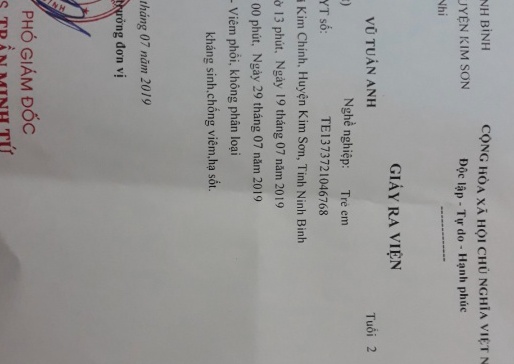 NH BÌNH
UYỆN KIM SƠN
Nhi
CỘNG HÒA XÃ HỘI CHỦ NGHĨA VIỆT N
Độc lập - Tự do - Hạnh phúc
GIẤY RA VIỆN
VŨ TUẤN ANH
Tuổi 2
Nghề nghiệp: Trẻ em
YT số: TE1373721046768
i Kim Chính, Huyện Kim Sơn, Tỉnh Ninh Bình
ờ 13 phút, Ngày 19 tháng 07 năm 2019
00 phút, Ngày 29 tháng 07 năm 2019
- Viêm phổi, không phân loại
kháng sinh,chống viêm,hạ sốt.
tháng 07 năm 2019
trưởng đơn vị
PHÓ GIÁM ĐỐC
S TRẦN MINH TỨ